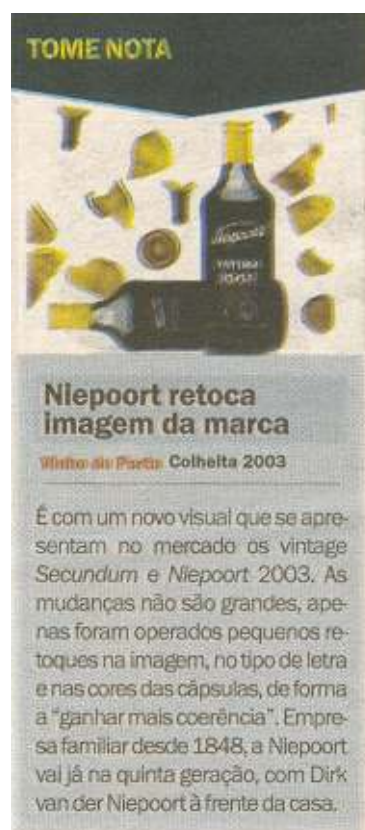 TOME NOTA
Niepoort
Niepoort retoca
imagem da marca
Vinho do Porto Colheita 2003
É com um novo visual que se apre-
sentam no mercado os vintage
Secundum e Niepoort 2003. As
mudanças não são grandes, ape-
nas foram operados pequenos re-
toques na imagem, no tipo de letra
e nas cores das cápsulas, de forma
a “ganhar mais coerência”. Empre-
sa familiar desde 1848, a Niepoort
vai já na quinta geração, com Dirk
van der Niepoort à frente da casa.